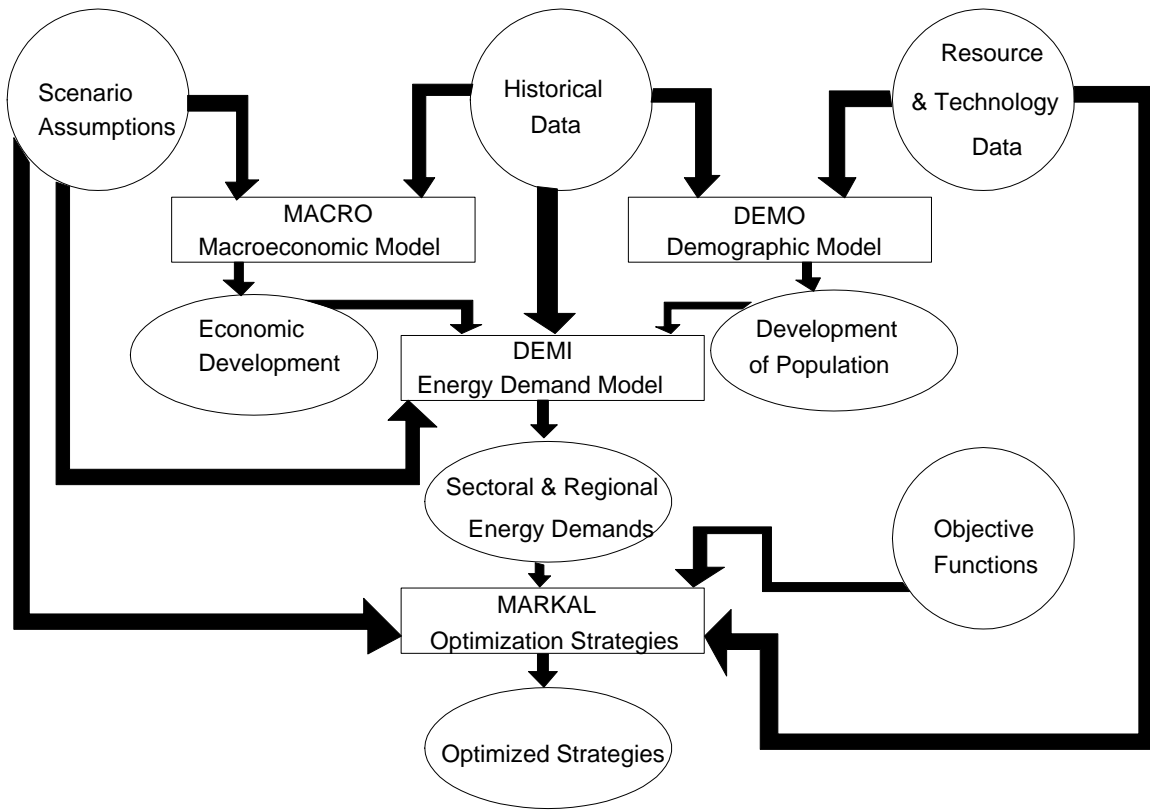 Scenario
Assumptions
Historical
Data
Resource
& Technology
Data
MACRO
Macroeconomic Model
DEMO
Demographic Model
Economic
Development
Development
of Population
DEMI
Energy Demand Model
Sectoral & Regional
Energy Demands
Objective
Functions
MARKAL
Optimization Strategies
Optimized Strategies